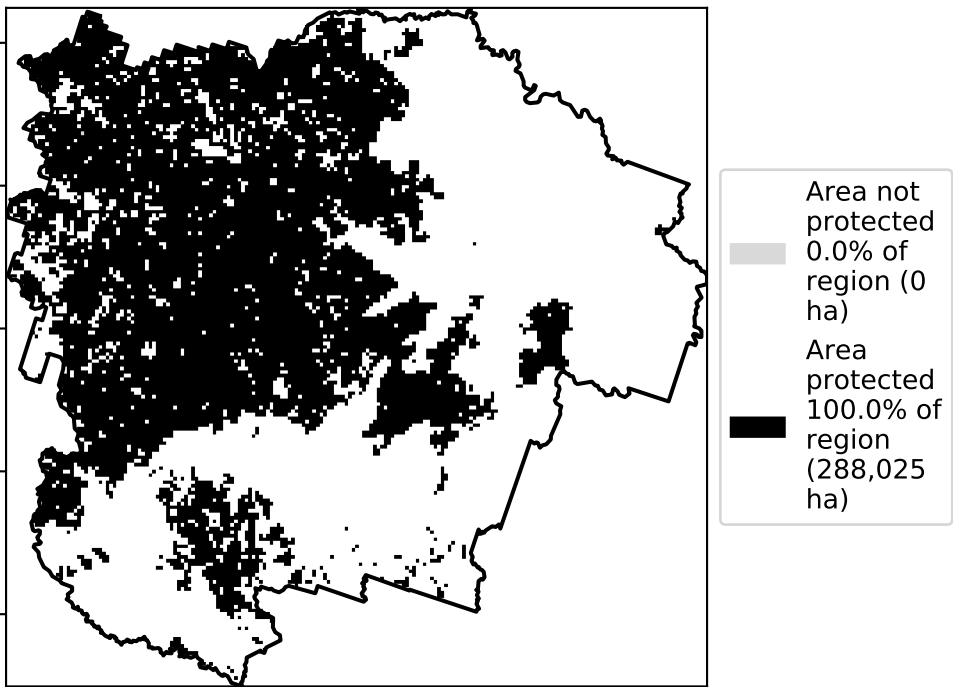 Area not
protected
0.0% of
region (0
ha)
Area
protected
100.0% of
region
(288,025
ha)